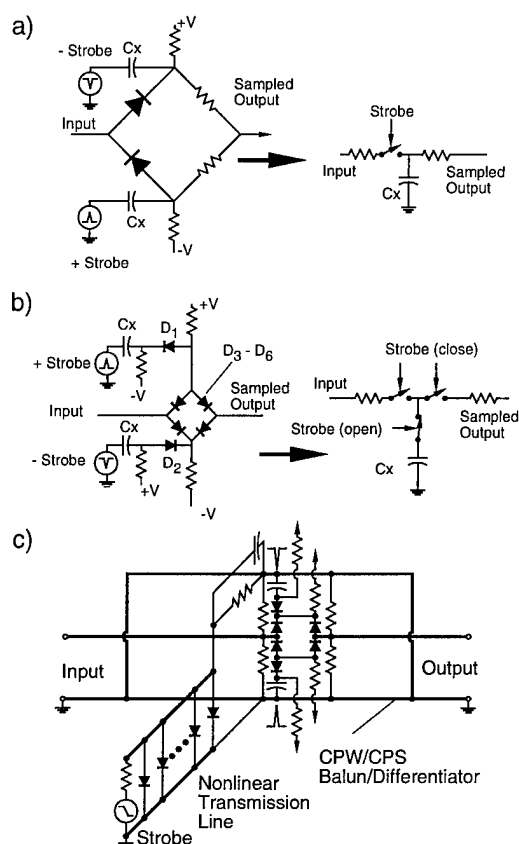 a)
+V
- Strobe
Cx
Sampled
Output
Input
Strobe
Input
Cx
Sampled
Output
Cx
-V
+ Strobe
b)
+V
Cx
D1
D3 - D6
+ Strobe
-V
Sampled
Output
Input
Strobe (close)
Input
Sampled
Output
Strobe (open)
Cx
- Strobe
Cx
D2
+V
-V
c)
Input
Output
CPW/CPS
Balun/Differentiator
Nonlinear
Transmission
Line
Strobe